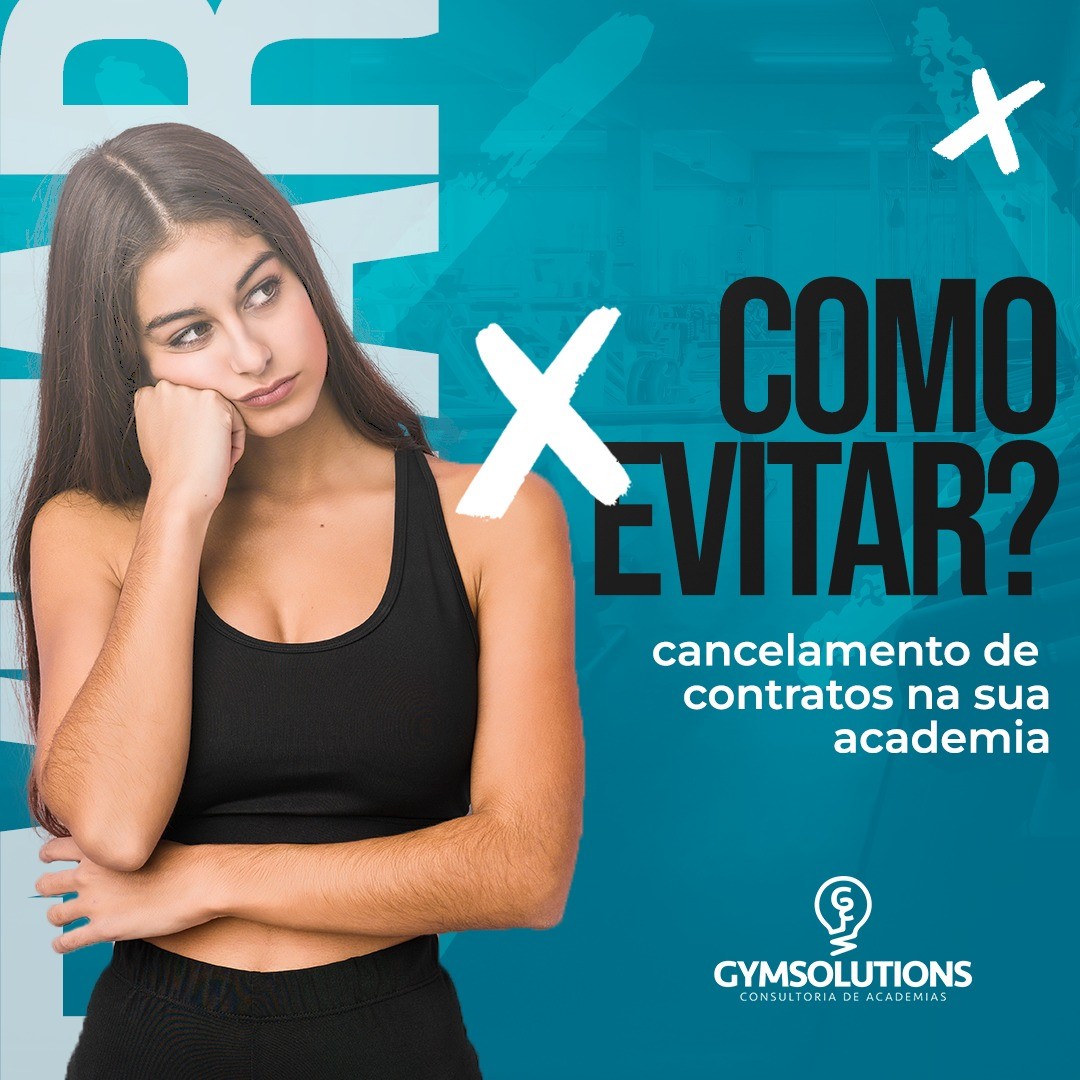 COMO
EVITAR?
cancelamento de
contratos na sua
academia
GYMSOLUTIONS
CONSULTORIA DE ACADEMIAS